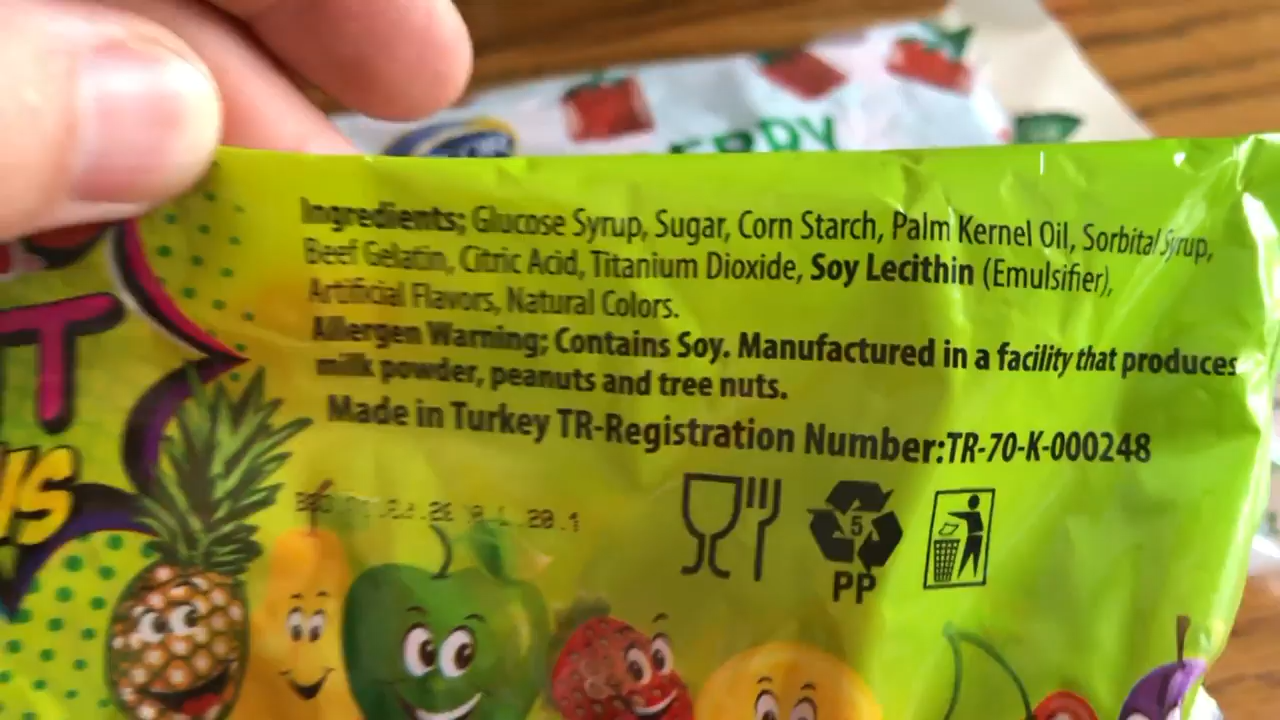 ERRY
Ingredients; Glucose Syrup, Sugar, Corn Starch, Palm Kernel Oil, Sorbital Syrup,
Beef Gelatin, Citric Acid, Titanium Dioxide, Soy Lecithin (Emulsifier),
Artificial Flavors, Natural Colors.
Allergen Warning; Contains Soy. Manufactured in a facility that produces
milk powder, peanuts and tree nuts.
Made in Turkey TR-Registration Number:TR-70-K-000248
T
5
PP